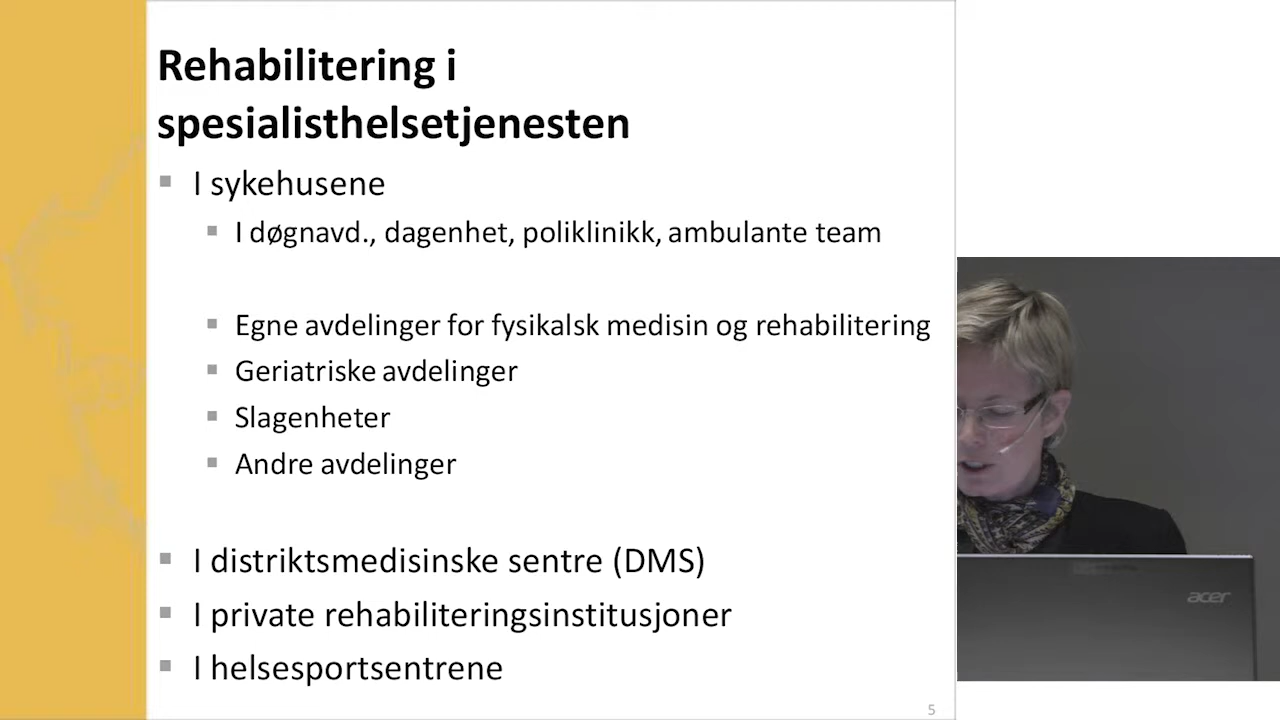 Rehabilitering i
spesialisthelsetjenesten
I sykehusene
I døgnavd., dagenhet, poliklinikk, ambulante team
Egne avdelinger for fysikalsk medisin og rehabilitering
Geriatriske avdelinger
Slagenheter
Andre avdelinger
I distriktsmedisinske sentre (DMS)
I private rehabiliteringsinstitusjoner
I helsesportsentrene
5
acer